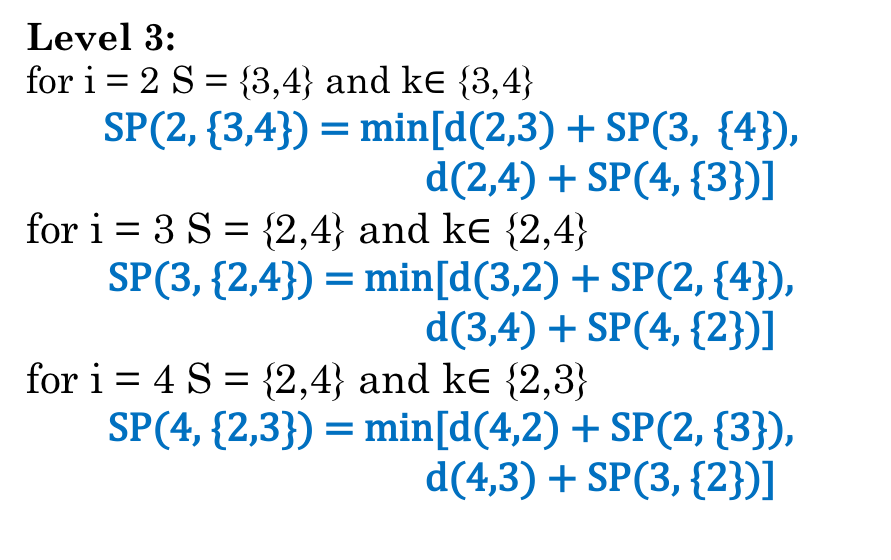 Level 3:
for i = 2 S = {3,4} and k∈ {3,4}
SP(2, {3,4}) = min[d(2,3) + SP(3, {4}),
d(2,4) + SP(4, {3})]
for i = 3 S = {2,4} and k∈ {2,4}
SP(3, {2,4}) = min[d(3,2) + SP(2, {4}),
d(3,4) + SP(4, {2})]
for i = 4 S = {2,4} and k∈ {2,3}
SP(4, {2,3}) = min[d(4,2) + SP(2, {3}),
d(4,3) + SP(3, {2})]